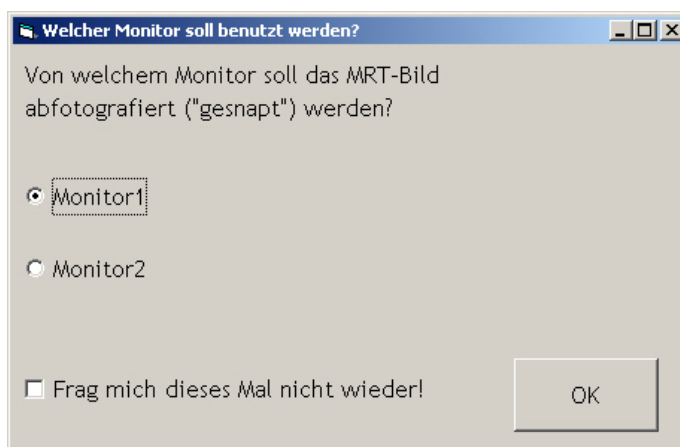 Welcher Monitor soll benutzt werden?
Von welchem Monitor soll das MRT-Bild
abfotografiert ("gesnapt") werden?
Monitor1
Monitor2
Frag mich dieses Mal nicht wieder!
OK